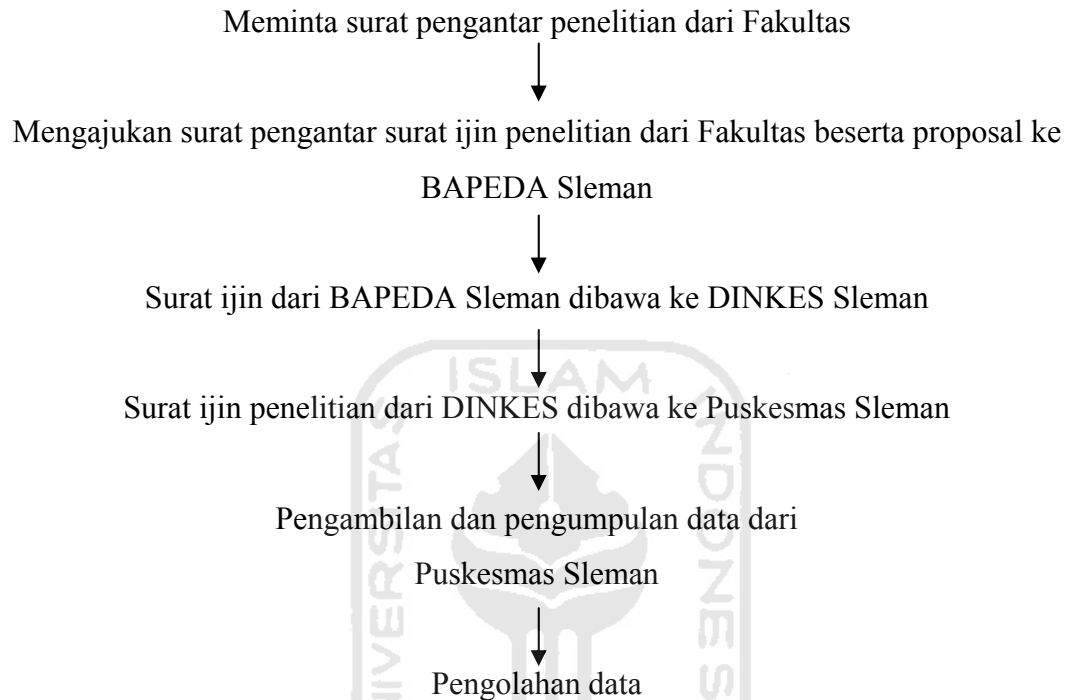 Meminta surat pengantar penelitian dari Fakultas
Mengajukan surat pengantar surat ijin penelitian dari Fakultas beserta proposal ke
BAPEDA Sleman
Surat ijin dari BAPEDA Sleman dibawa ke DINKES Sleman
ISLAM
Surat ijin penelitian dari DINKES dibawa ke Puskesmas Sleman
Pengambilan dan pengumpulan data dari
Puskesmas Sleman
Pengolahan data